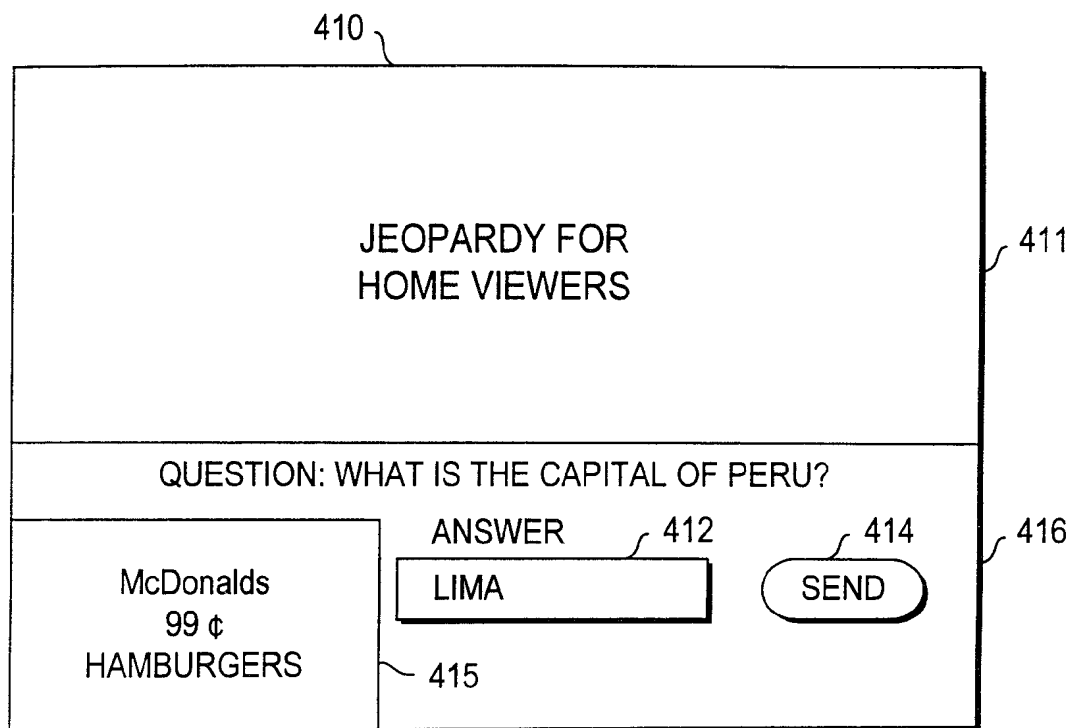 410
JEOPARDY FOR
HOME VIEWERS
411
QUESTION: WHAT IS THE CAPITAL OF PERU?
ANSWER
412
414
416
LIMA
SEND
McDonalds
99 ¢
HAMBURGERS
415